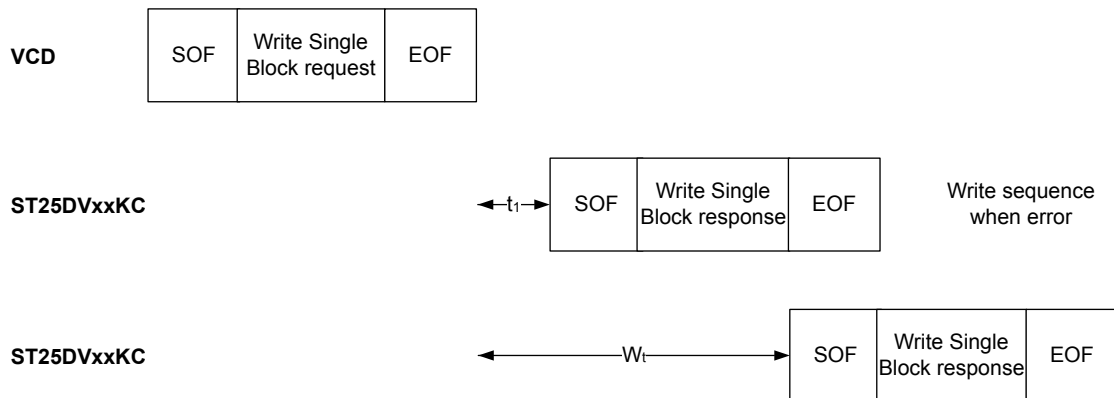 VCD
SOF
Write Single
Block request
EOF
ST25DVxxKC
t1
SOF
Write Single
Block response
EOF
Write sequence
when error
ST25DVxxKC
Wt
SOF
Write Single
Block response
EOF